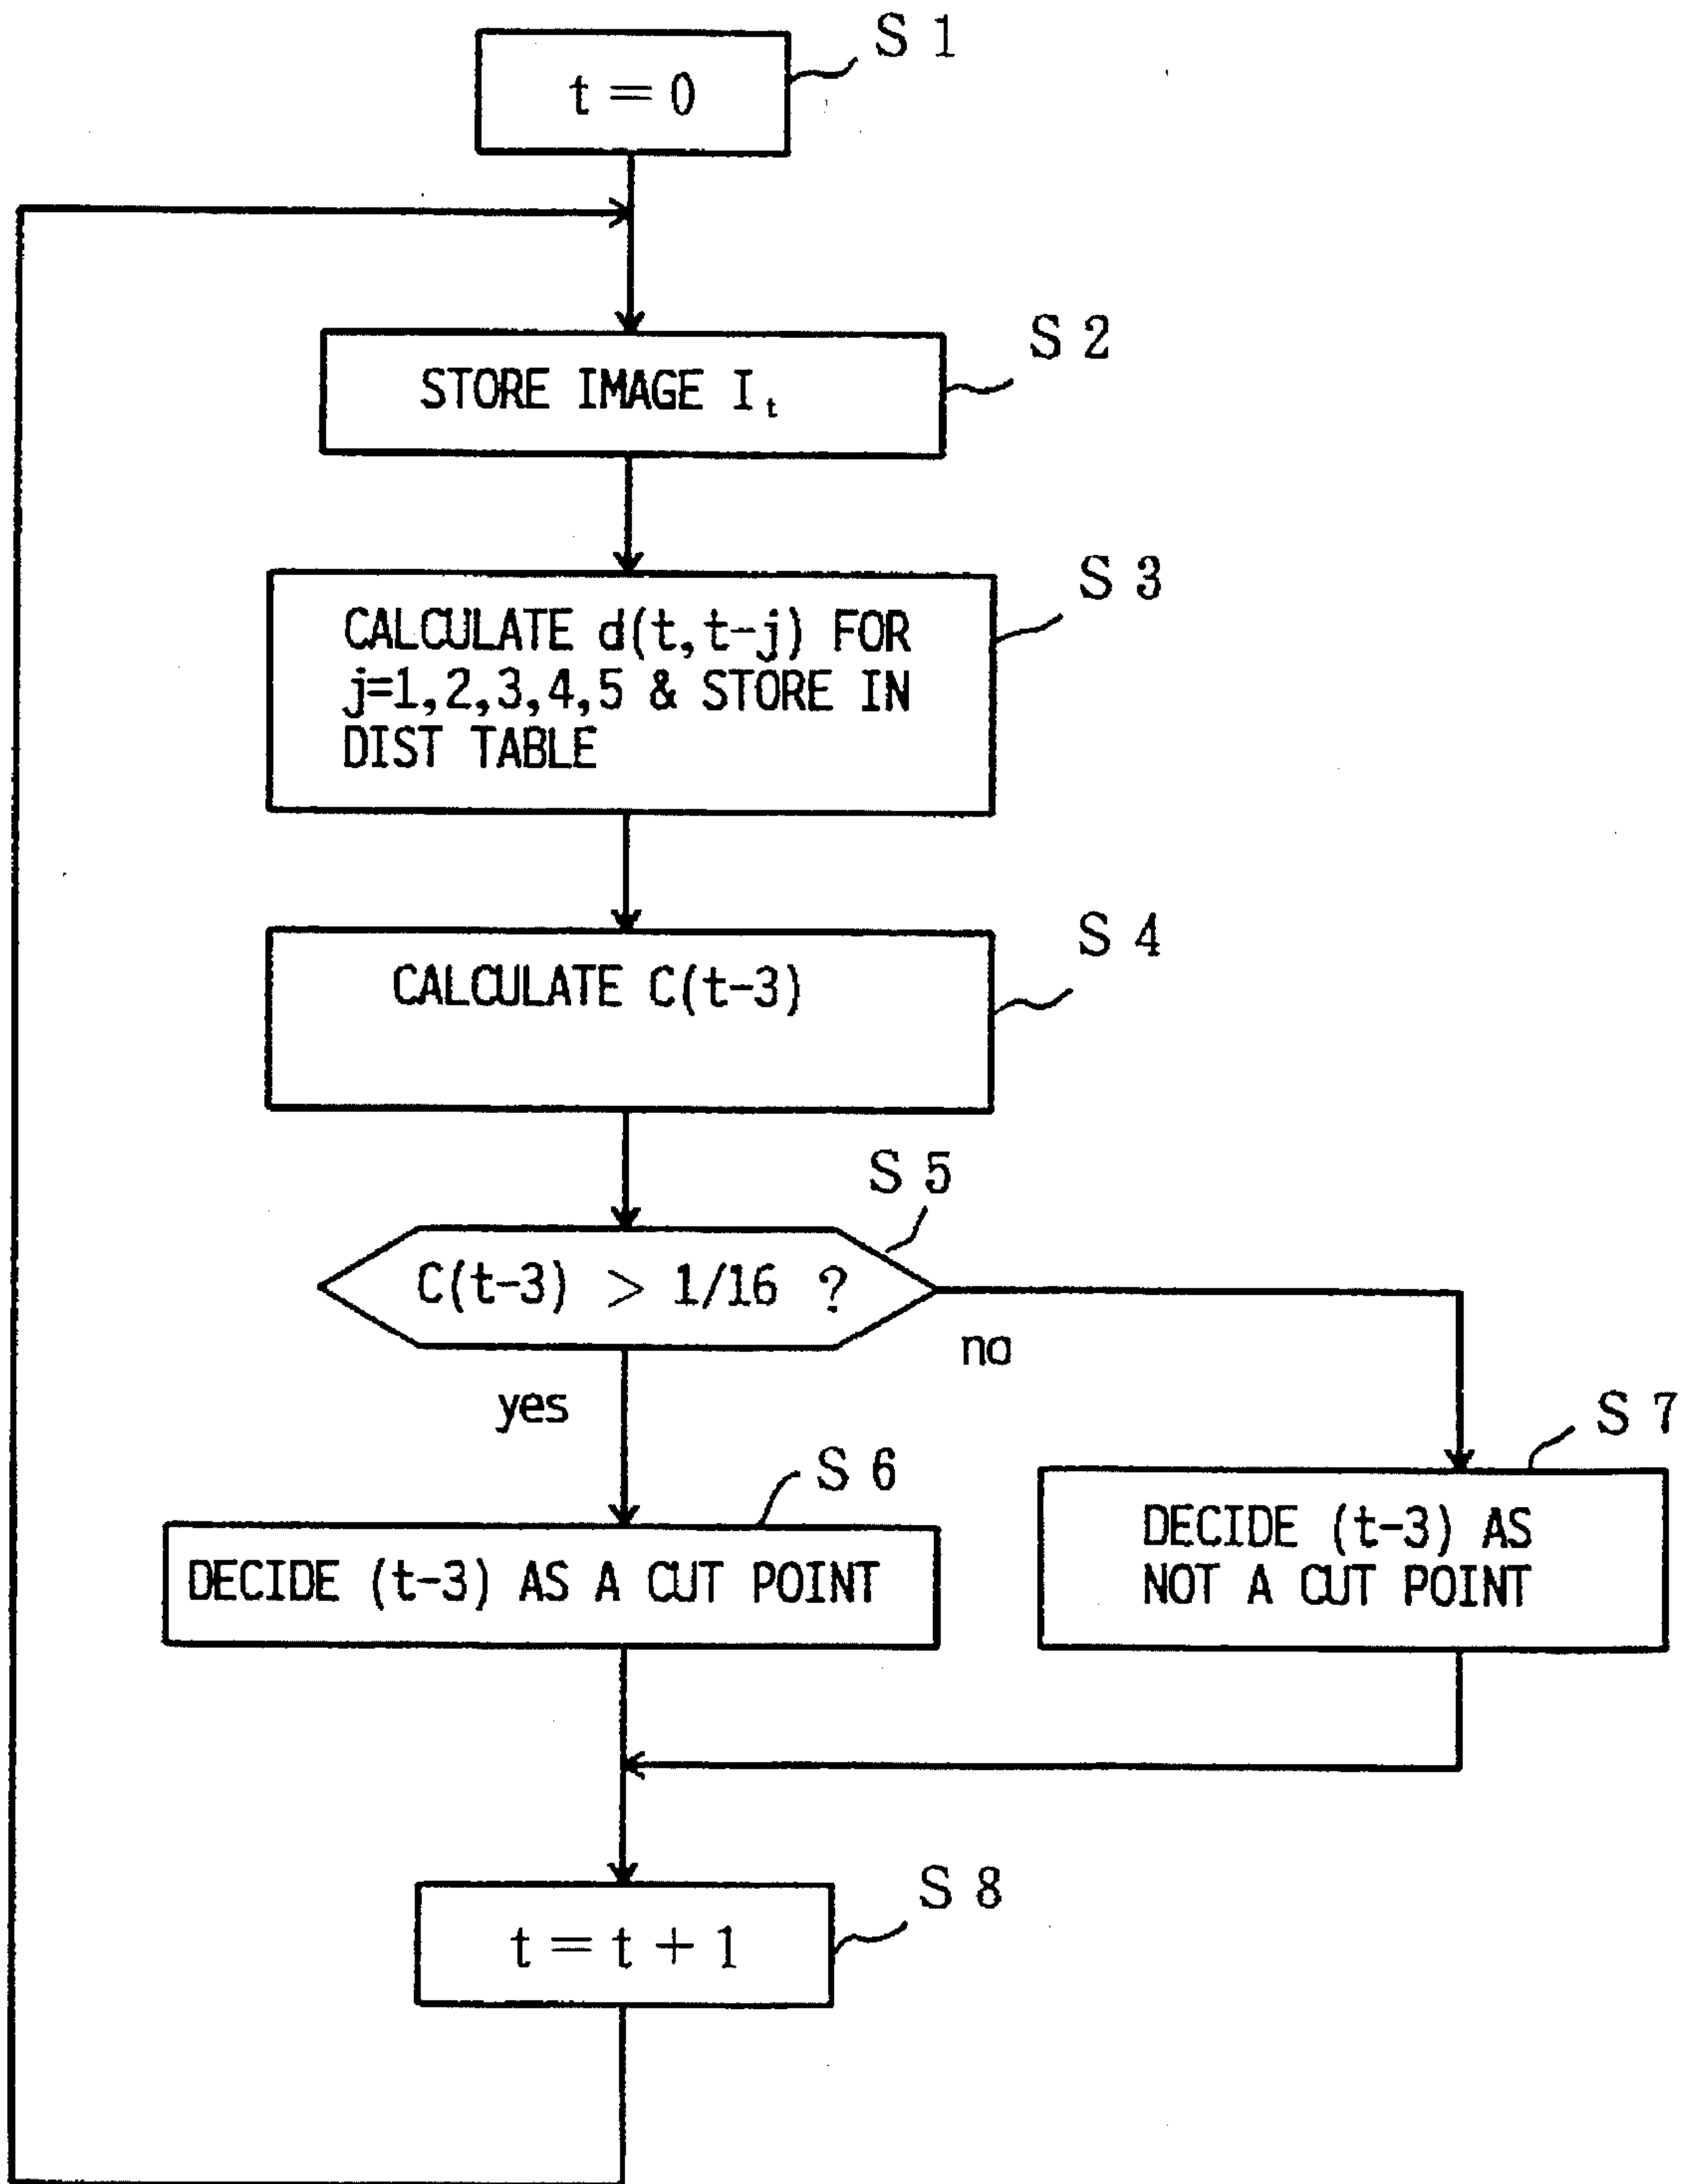 S 1
t = 0
S 2
STORE IMAGE Iₜ
S 3
CALCULATE d(t,t-j) FOR
j=1,2,3,4,5 & STORE IN
DIST TABLE
S 4
CALCULATE C(t-3)
S 5
C(t-3) > 1/16 ?
no
yes
S 7
S 6
DECIDE (t-3) AS
NOT A CUT POINT
DECIDE (t-3) AS A CUT POINT
S 8
t = t + 1